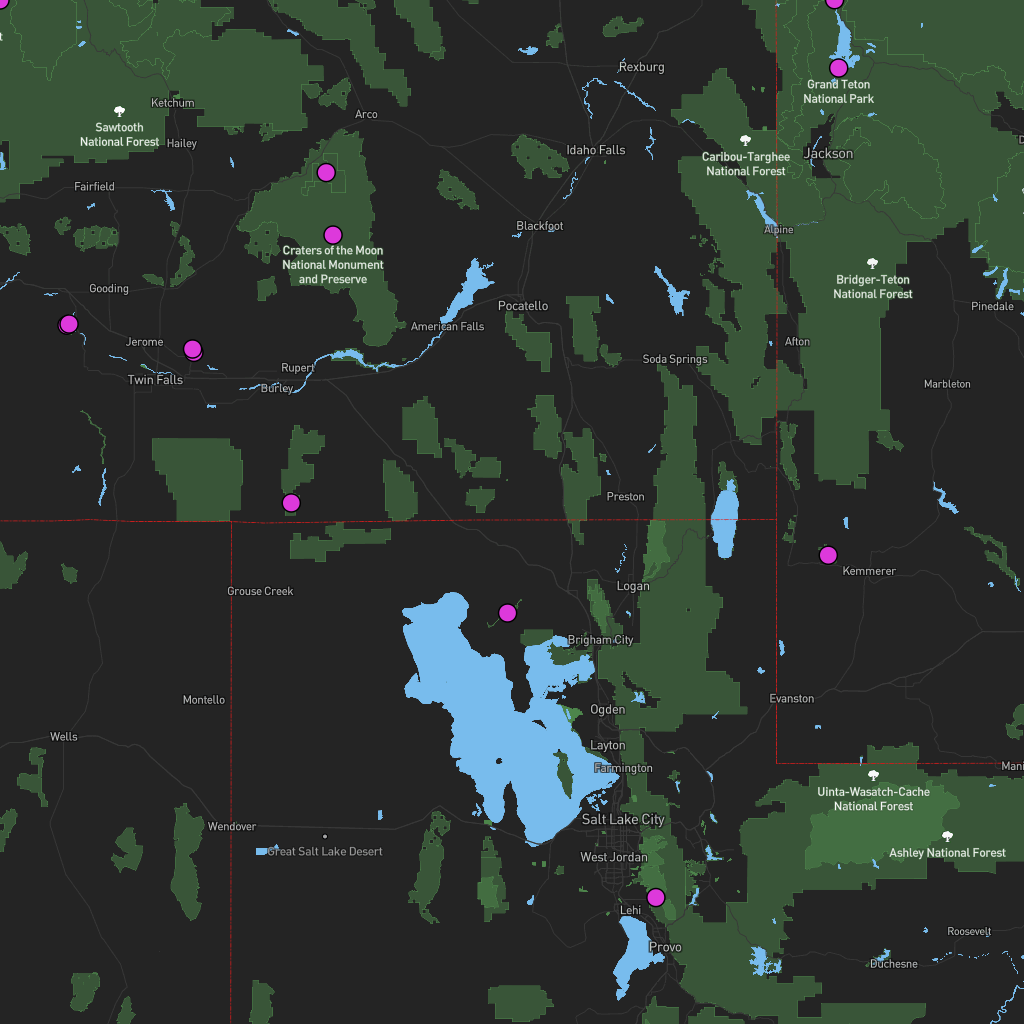 Rexburg
Grand Teton
National Park
Ketchum
Arco
Sawtooth
National Forest
Hailey
Idaho Falls
Caribou-Targhee
National Forest
Jackson
Fairfield
Blackfoot
Alpine
Craters of the Moon
National Monument
and Preserve
Bridger-Teton
National Forest
Gooding
Pocatello
Pinedale
American Falls
Jerome
Afton
Soda Springs
Rupert
Twin Falls
Burley
Marbleton
Preston
Kemmerer
Logan
Grouse Creek
Brigham City
Montello
Evanston
Ogden
Wells
Layton
Farmington
Mani
Uinta-Wasatch-Cache
National Forest
Salt Lake City
Wendover
Great Salt Lake Desert
West Jordan
Ashley National Forest
Lehi
Roosevelt
Provo
Duchesne